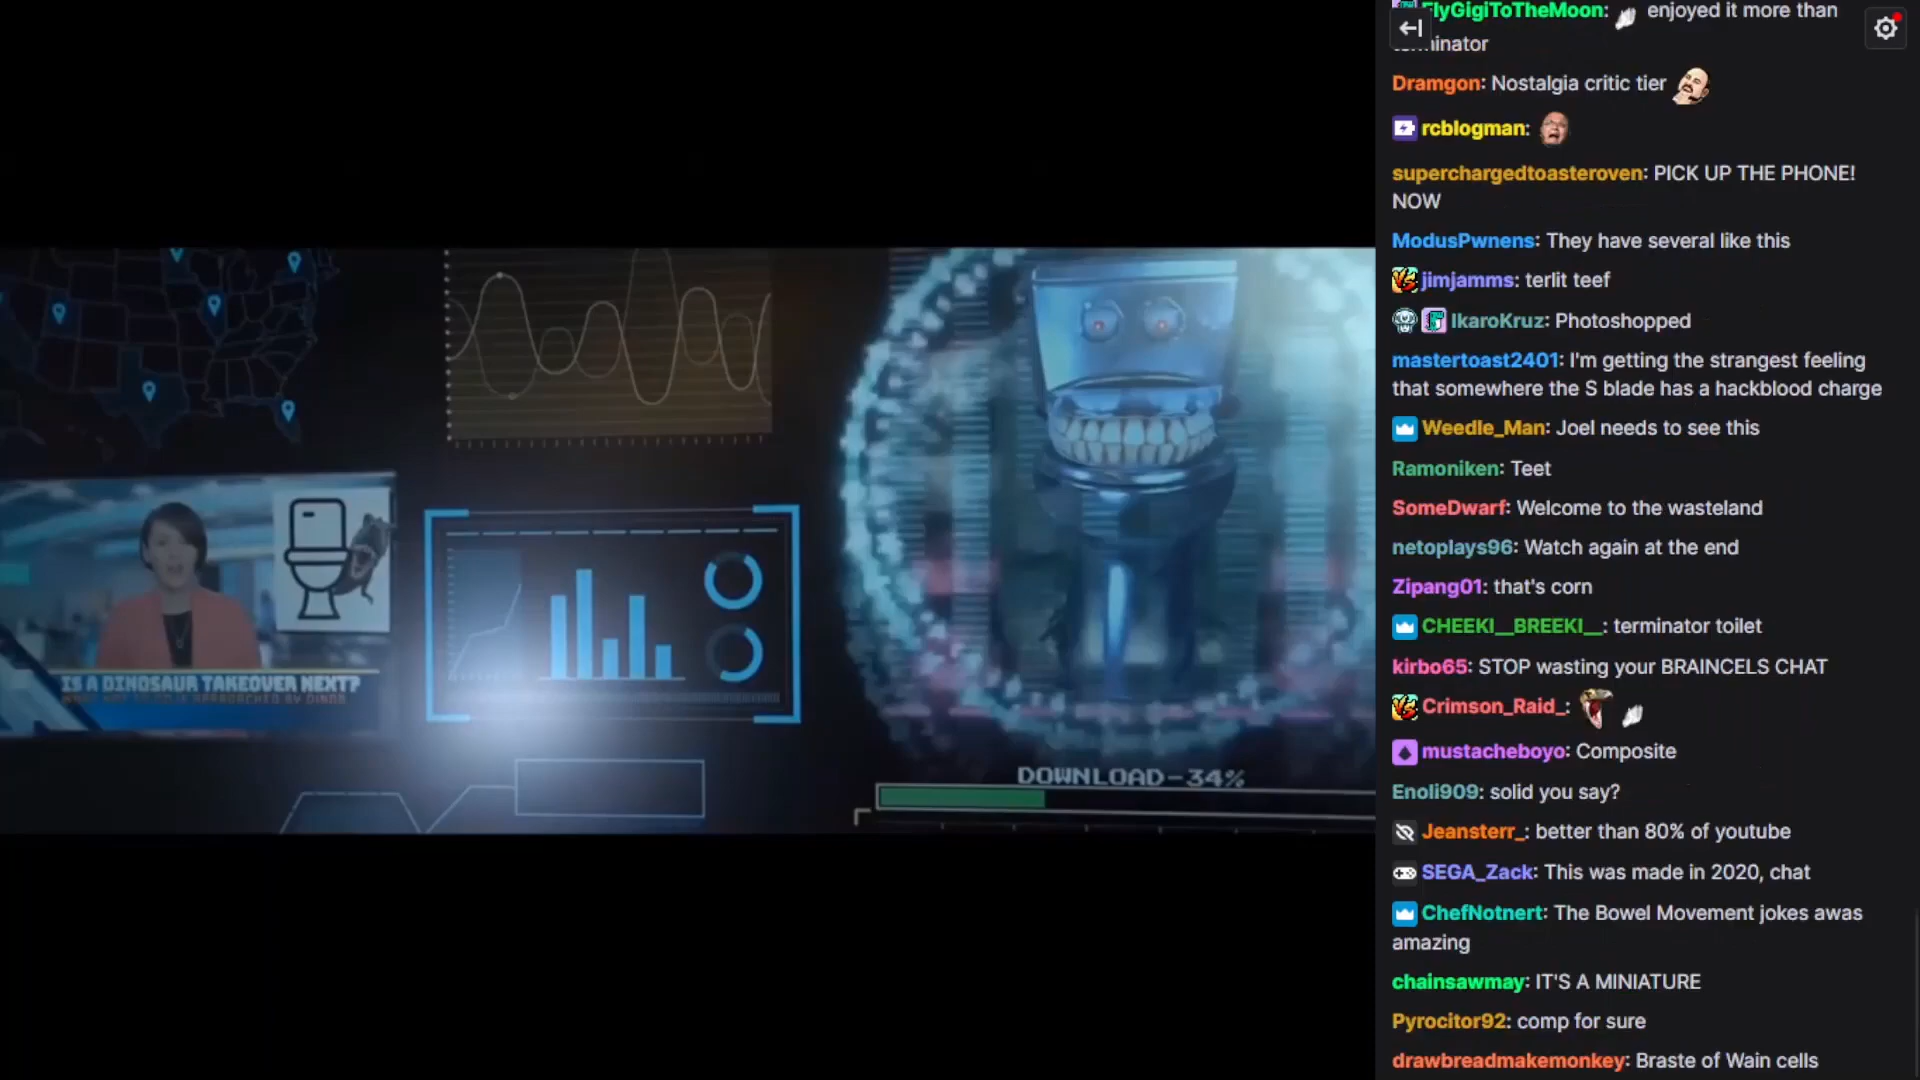 IS A DINOSAUR TAKEOVER NEXT?
DOWNLOAD-34%
FlyGigiToTheMoon: enjoyed it more than
terminator
Dramgon: Nostalgia critic tier
rcblogman:
superchargedtoasteroven: PICK UP THE PHONE!
NOW
ModusPwnens: They have several like this
jimjamms: terlit teef
IkaroKruz: Photoshopped
mastertoast2401: I'm getting the strangest feeling
that somewhere the S blade has a hackblood charge
Weedle_Man: Joel needs to see this
Ramoniken: Teet
SomeDwarf: Welcome to the wasteland
netoplays96: Watch again at the end
Zipang01: that's corn
CHEEKI__BREEKI__: terminator toilet
kirbo65: STOP wasting your BRAINCELS CHAT
Crimson_Raid_:
mustacheboyo: Composite
Enoli909: solid you say?
Jeansterr_: better than 80% of youtube
SEGA_Zack: This was made in 2020, chat
ChefNotnert: The Bowel Movement jokes awas
amazing
chainsawmay: IT'S A MINIATURE
Pyrocitor92: comp for sure
drawbreadmakemonkey: Braste of Wain cells